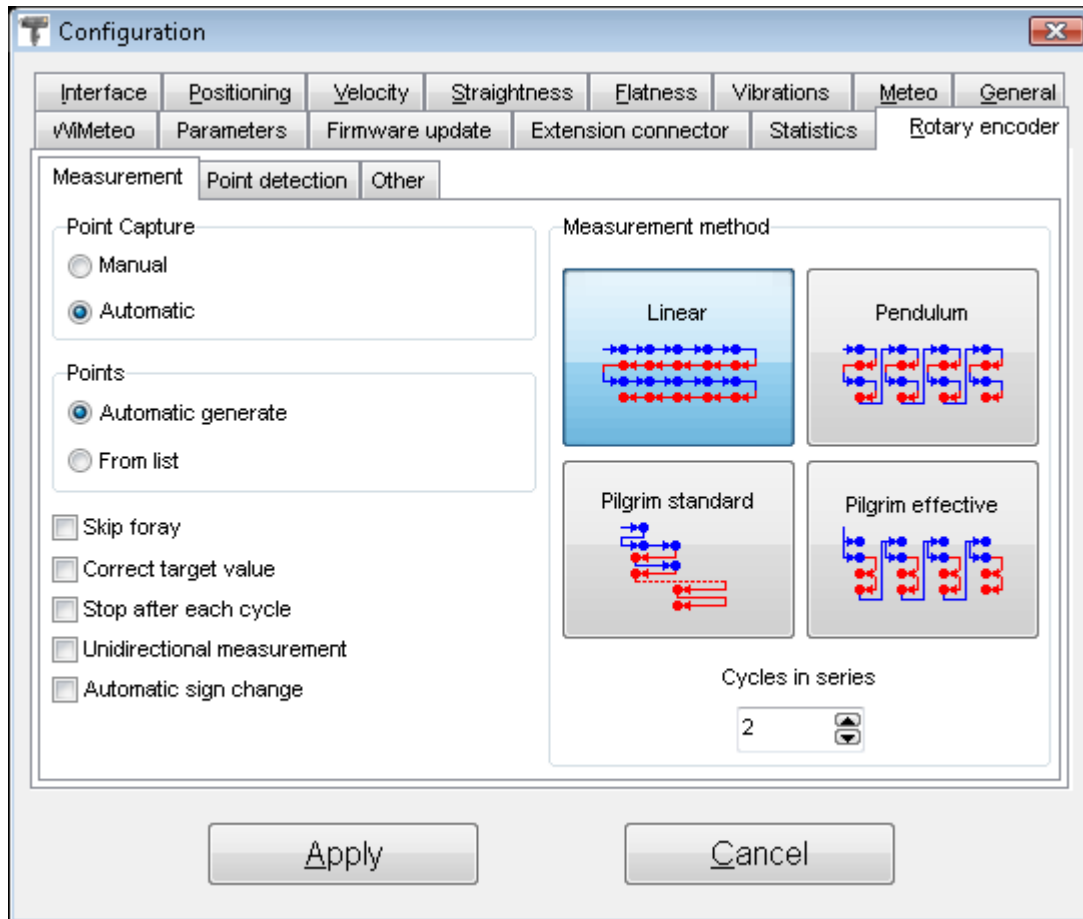 Configuration
Interface Positioning Velocity Straightness Flatness Vibrations Meteo General
WiMeteo Parameters Firmware update Extension connector Statistics Rotary encoder
Measurement Point detection Other
Point Capture
Manual
Automatic
Points
Automatic generate
From list
Skip foray
Correct target value
Stop after each cycle
Unidirectional measurement
Automatic sign change
Measurement method
Linear Pendulum
Pilgrim standard Pilgrim effective
Cycles in series
2
Apply Cancel